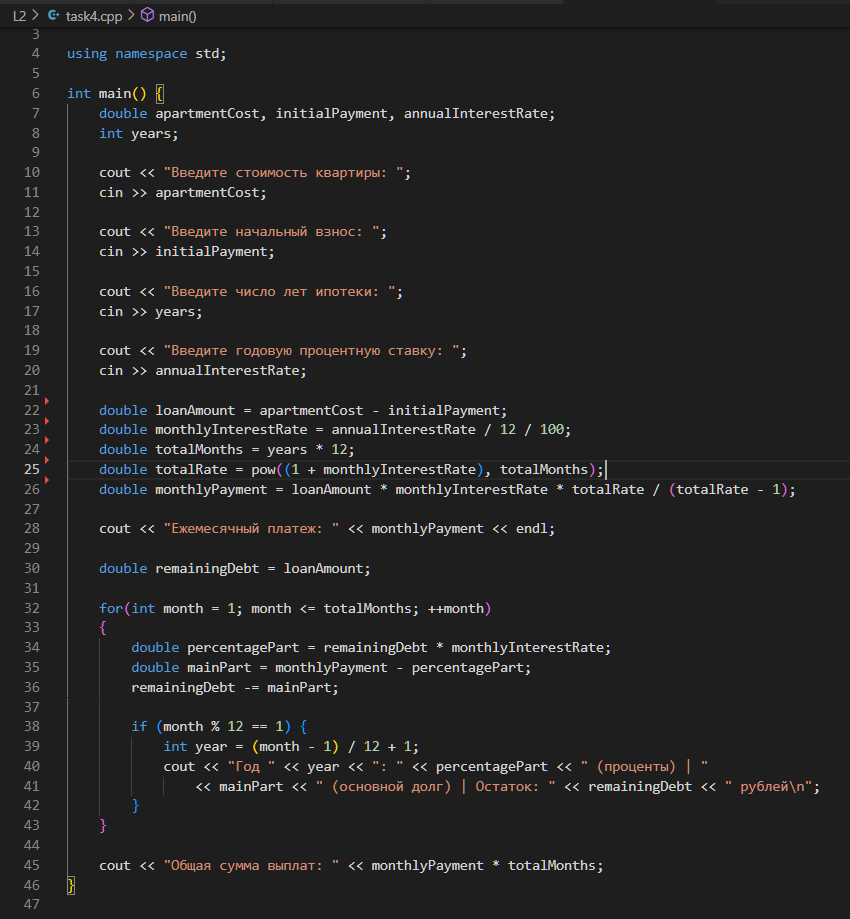 L2 > task4.cpp > main()
3
4 using namespace std;
5
6 int main() {
7     double apartmentCost, initialPayment, annualInterestRate;
8     int years;
9
10     cout << "Введите стоимость квартиры: ";
11     cin >> apartmentCost;
12
13     cout << "Введите начальный взнос: ";
14     cin >> initialPayment;
15
16     cout << "Введите число лет ипотеки: ";
17     cin >> years;
18
19     cout << "Введите годовую процентную ставку: ";
20     cin >> annualInterestRate;
21
22     double loanAmount = apartmentCost - initialPayment;
23     double monthlyInterestRate = annualInterestRate / 12 / 100;
24     double totalMonths = years * 12;
25     double totalRate = pow((1 + monthlyInterestRate), totalMonths);
26     double monthlyPayment = loanAmount * monthlyInterestRate * totalRate / (totalRate - 1);
27
28     cout << "Ежемесячный платеж: " << monthlyPayment << endl;
29
30     double remainingDebt = loanAmount;
31
32     for(int month = 1; month <= totalMonths; ++month)
33     {
34         double percentagePart = remainingDebt * monthlyInterestRate;
35         double mainPart = monthlyPayment - percentagePart;
36         remainingDebt -= mainPart;
37
38         if (month % 12 == 1) {
39             int year = (month - 1) / 12 + 1;
40             cout << "Год " << year << ": " << percentagePart << " (проценты) | "
41                 << mainPart << " (основной долг) | Остаток: " << remainingDebt << " рублей\n";
42         }
43     }
44
45     cout << "Общая сумма выплат: " << monthlyPayment * totalMonths;
46 }
47